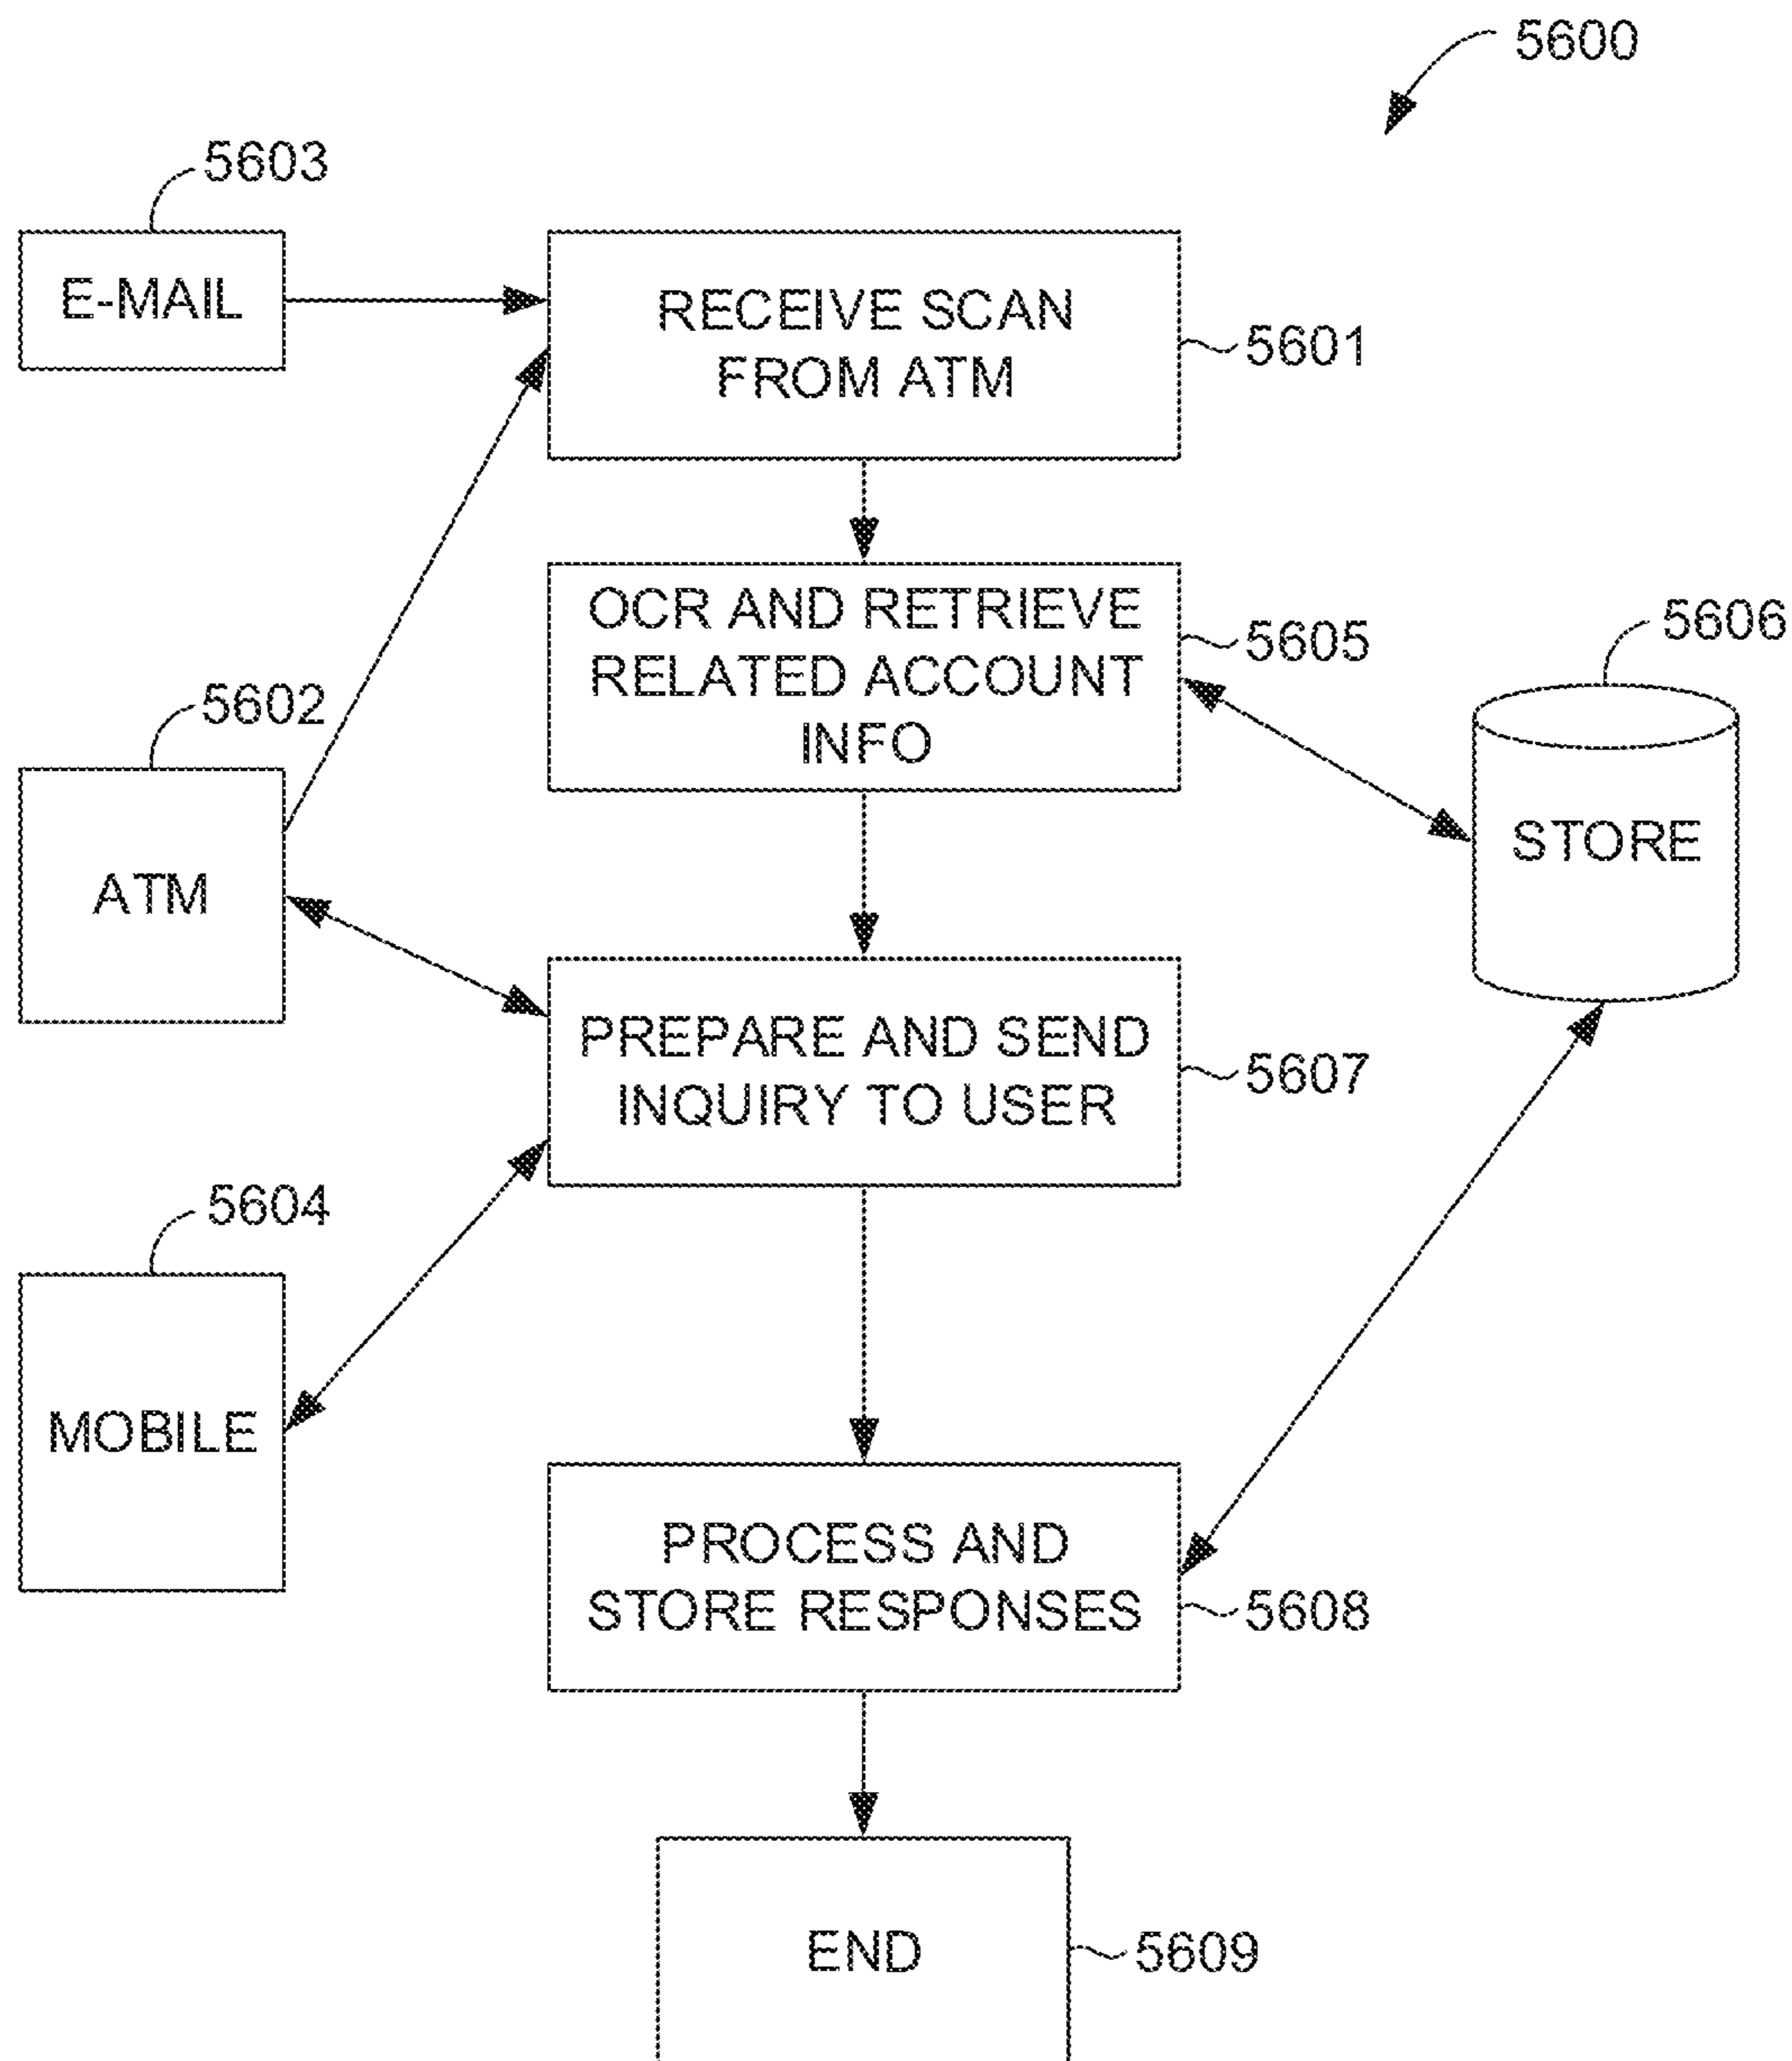 5600
5603
E-MAIL
RECEIVE SCAN
FROM ATM
5601
OCR AND RETRIEVE
RELATED ACCOUNT
INFO
5605
5606
STORE
5602
ATM
PREPARE AND SEND
INQUIRY TO USER
5607
5604
MOBILE
PROCESS AND
STORE RESPONSES
5608
END
5609